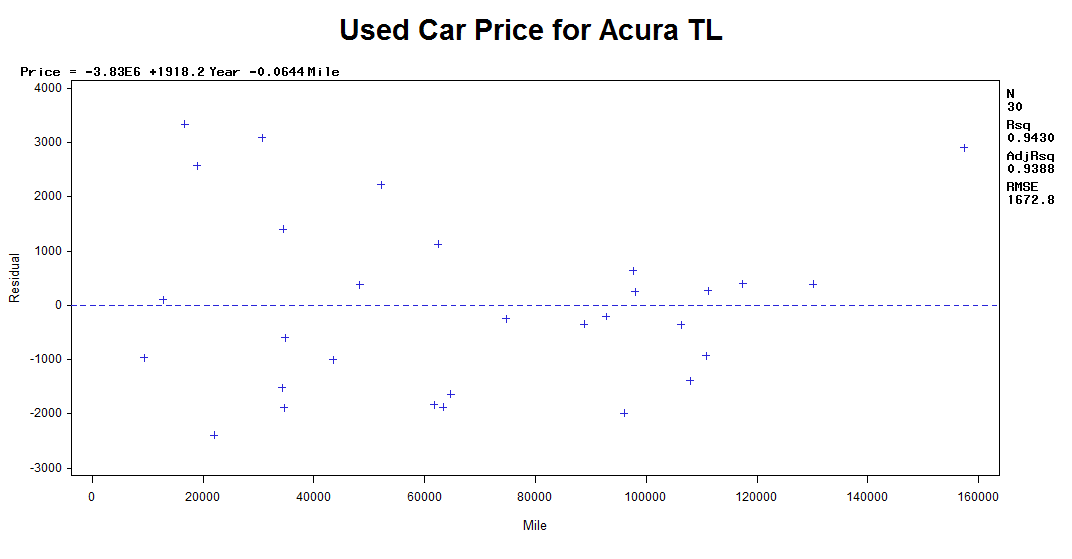 Used Car Price for Acura TL
Price = -3.83E6 +1918.2 Year -0.0644 Mile
4000
3000
2000
1000
0
-1000
-2000
-3000
Residual
0
20000
40000
60000
80000
100000
120000
140000
160000
Mile
N
30
Rsq
0.9430
AdjRsq
0.9388
RMSE
1672.8